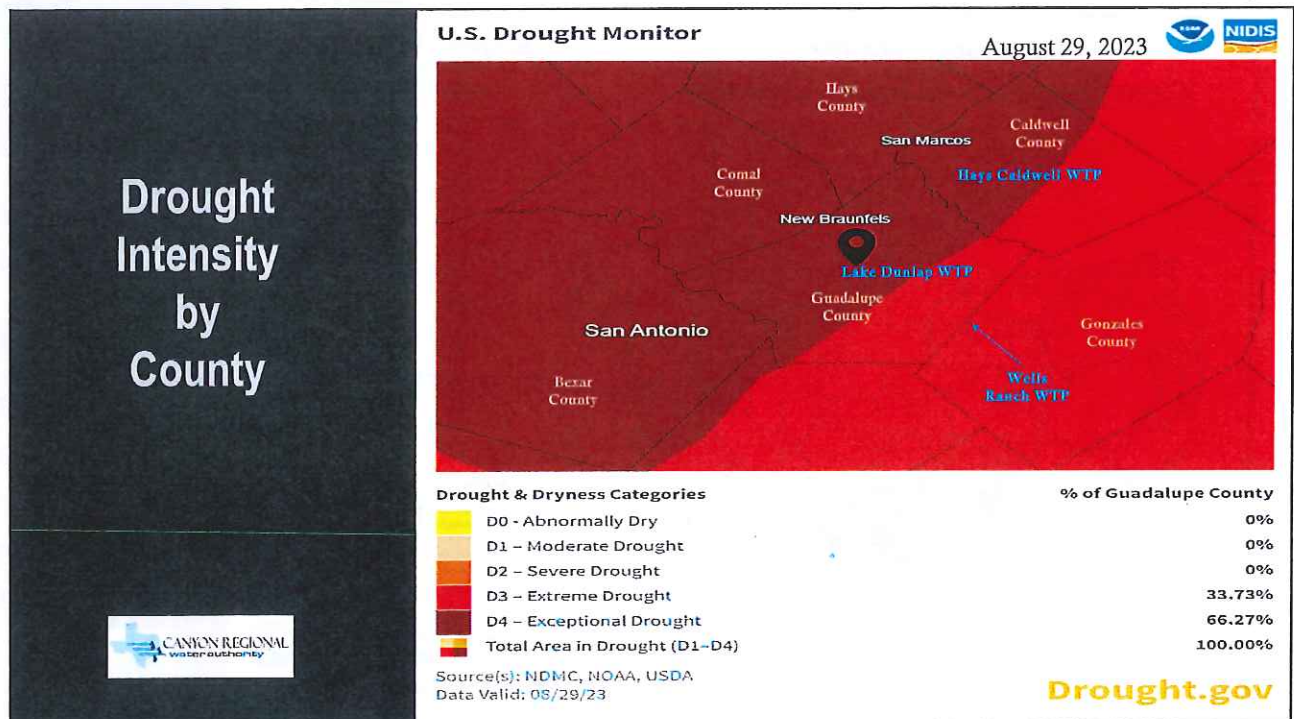 Drought
Intensity
by
County
CANYON REGIONAL
water authority
U.S. Drought Monitor
August 29, 2023
NOAA
NIDIS
Hays
County
San Marcos
Caldwell
County
Hays Caldwell WTP
Comal
County
New Braunfels
Lake Dunlap WTP
Guadalupe
County
San Antonio
Gonzales
County
Wells
Ranch WTP
Bexar
County
Drought & Dryness Categories
% of Guadalupe County
D0 - Abnormally Dry
0%
D1 – Moderate Drought
0%
D2 – Severe Drought
0%
D3 – Extreme Drought
33.73%
D4 – Exceptional Drought
66.27%
Total Area in Drought (D1–D4)
100.00%
Source(s): NDMC, NOAA, USDA
Data Valid: 08/29/23
Drought.gov